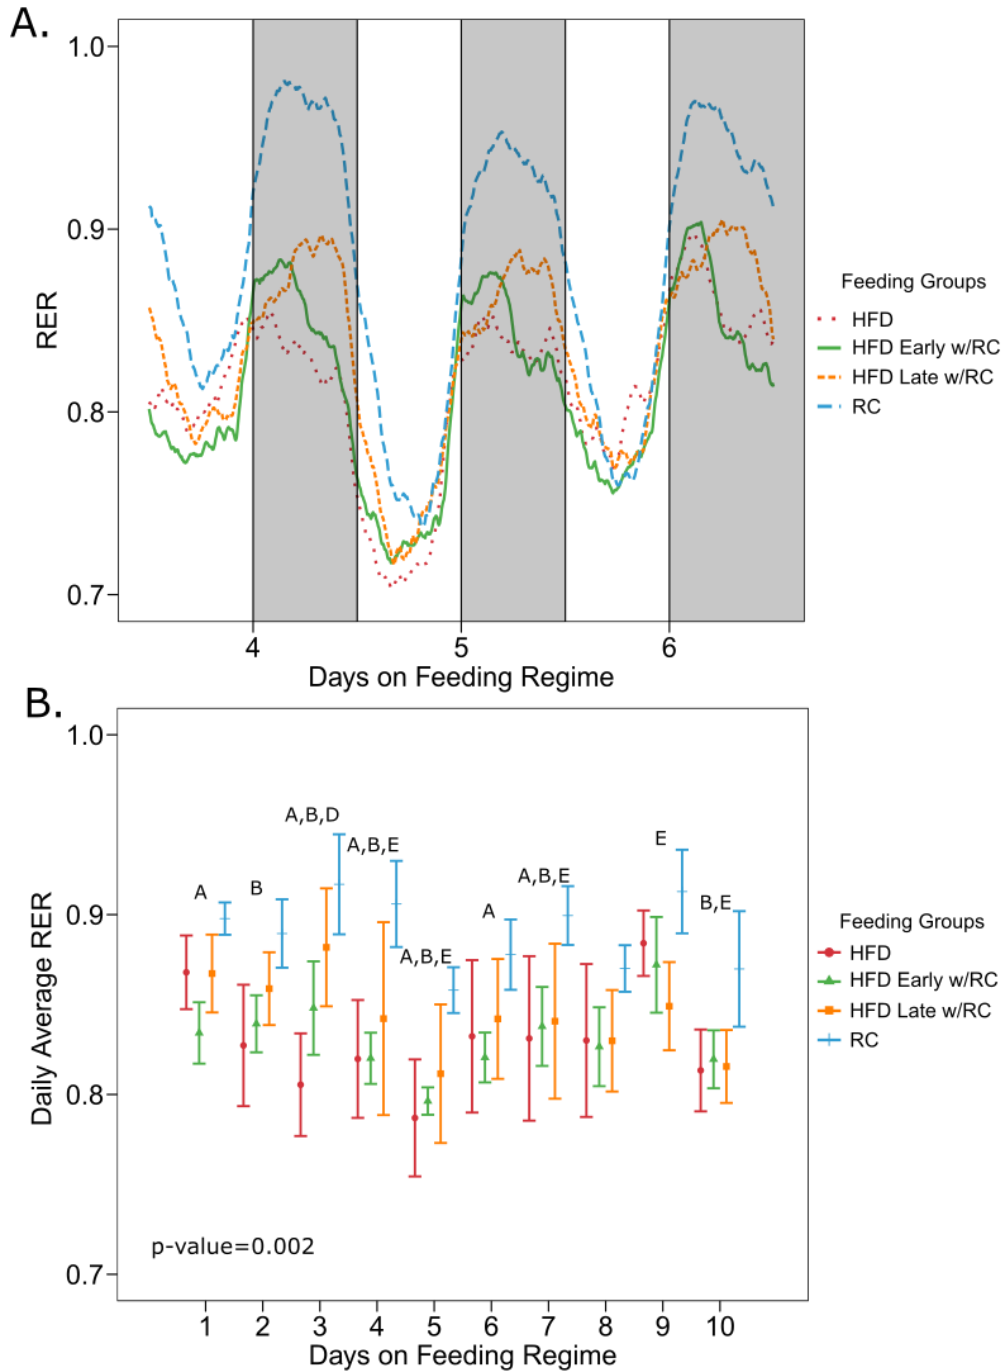 A.
1.0
0.9
0.8
0.7
RER
4 5 6
Days on Feeding Regime
Feeding Groups
HFD
HFD Early w/RC
HFD Late w/RC
RC
B.
1.0
0.9
0.8
0.7
Daily Average RER
A
B
A,B,D
A,B,E
A,B,E
A
A,B,E
E
B,E
p-value=0.002
1 2 3 4 5 6 7 8 9 10
Days on Feeding Regime
Feeding Groups
HFD
HFD Early w/RC
HFD Late w/RC
RC